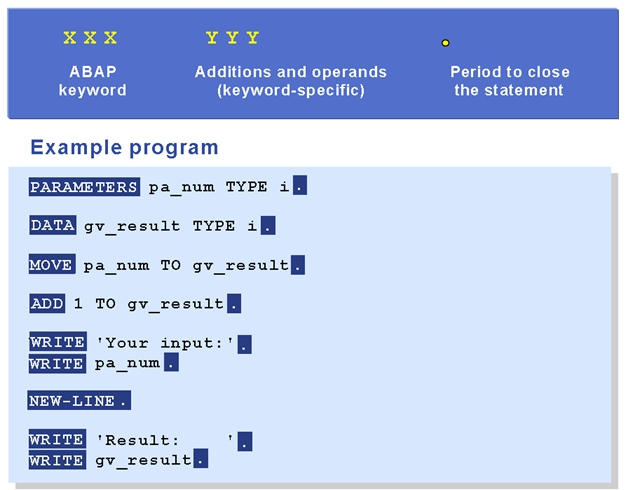 X X X Y Y Y .
ABAP keyword
Additions and operands (keyword-specific)
Period to close the statement
Example program
PARAMETERS pa_num TYPE i.
DATA gv_result TYPE i.
MOVE pa_num TO gv_result.
ADD 1 TO gv_result.
WRITE 'Your input:'.
WRITE pa_num.
NEW-LINE.
WRITE 'Result:    '.
WRITE gv_result.